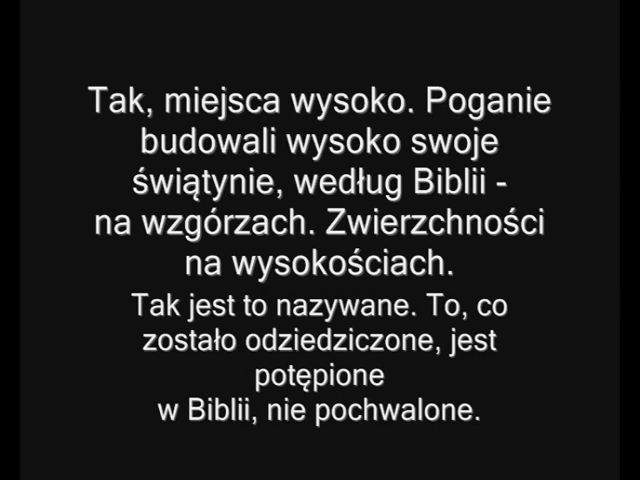 Tak, miejsca wysoko. Poganie
budowali wysoko swoje
świątynie, według Biblii -
na wzgórzach. Zwierzchności
na wysokościach.
Tak jest to nazywane. To, co
zostało odziedziczone, jest
potępione
w Biblii, nie pochwalone.